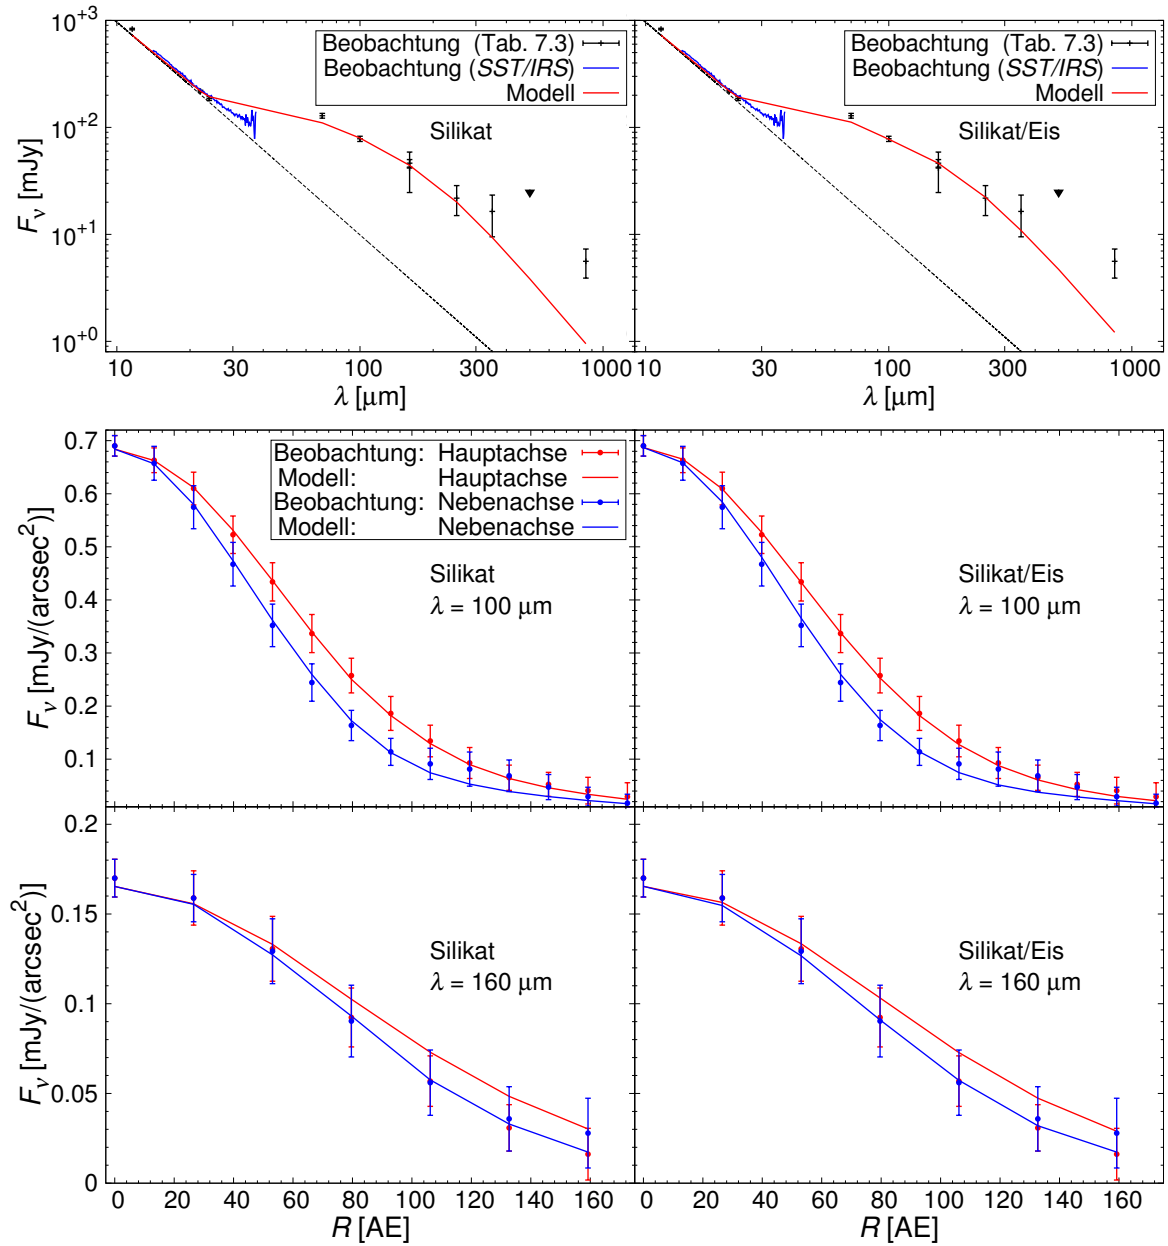 10+3
10+2
10+1
10+0
Fν [mJy]
Beobachtung (Tab. 7.3)
Beobachtung (SST/IRS)
Modell
Silikat
10 30 100 300 1000
λ [μm]
Beobachtung (Tab. 7.3)
Beobachtung (SST/IRS)
Modell
Silikat/Eis
10 30 100 300 1000
λ [μm]
0.7
0.6
0.5
0.4
0.3
0.2
0.1
Fν [mJy/(arcsec2)]
Beobachtung: Hauptachse
Modell: Hauptachse
Beobachtung: Nebenachse
Modell: Nebenachse
Silikat
λ = 100 μm
Silikat/Eis
λ = 100 μm
0.2
0.15
0.1
0.05
0
Fν [mJy/(arcsec2)]
Silikat
λ = 160 μm
0 20 40 60 80 100 120 140 160
R [AE]
Silikat/Eis
λ = 160 μm
0 20 40 60 80 100 120 140 160
R [AE]